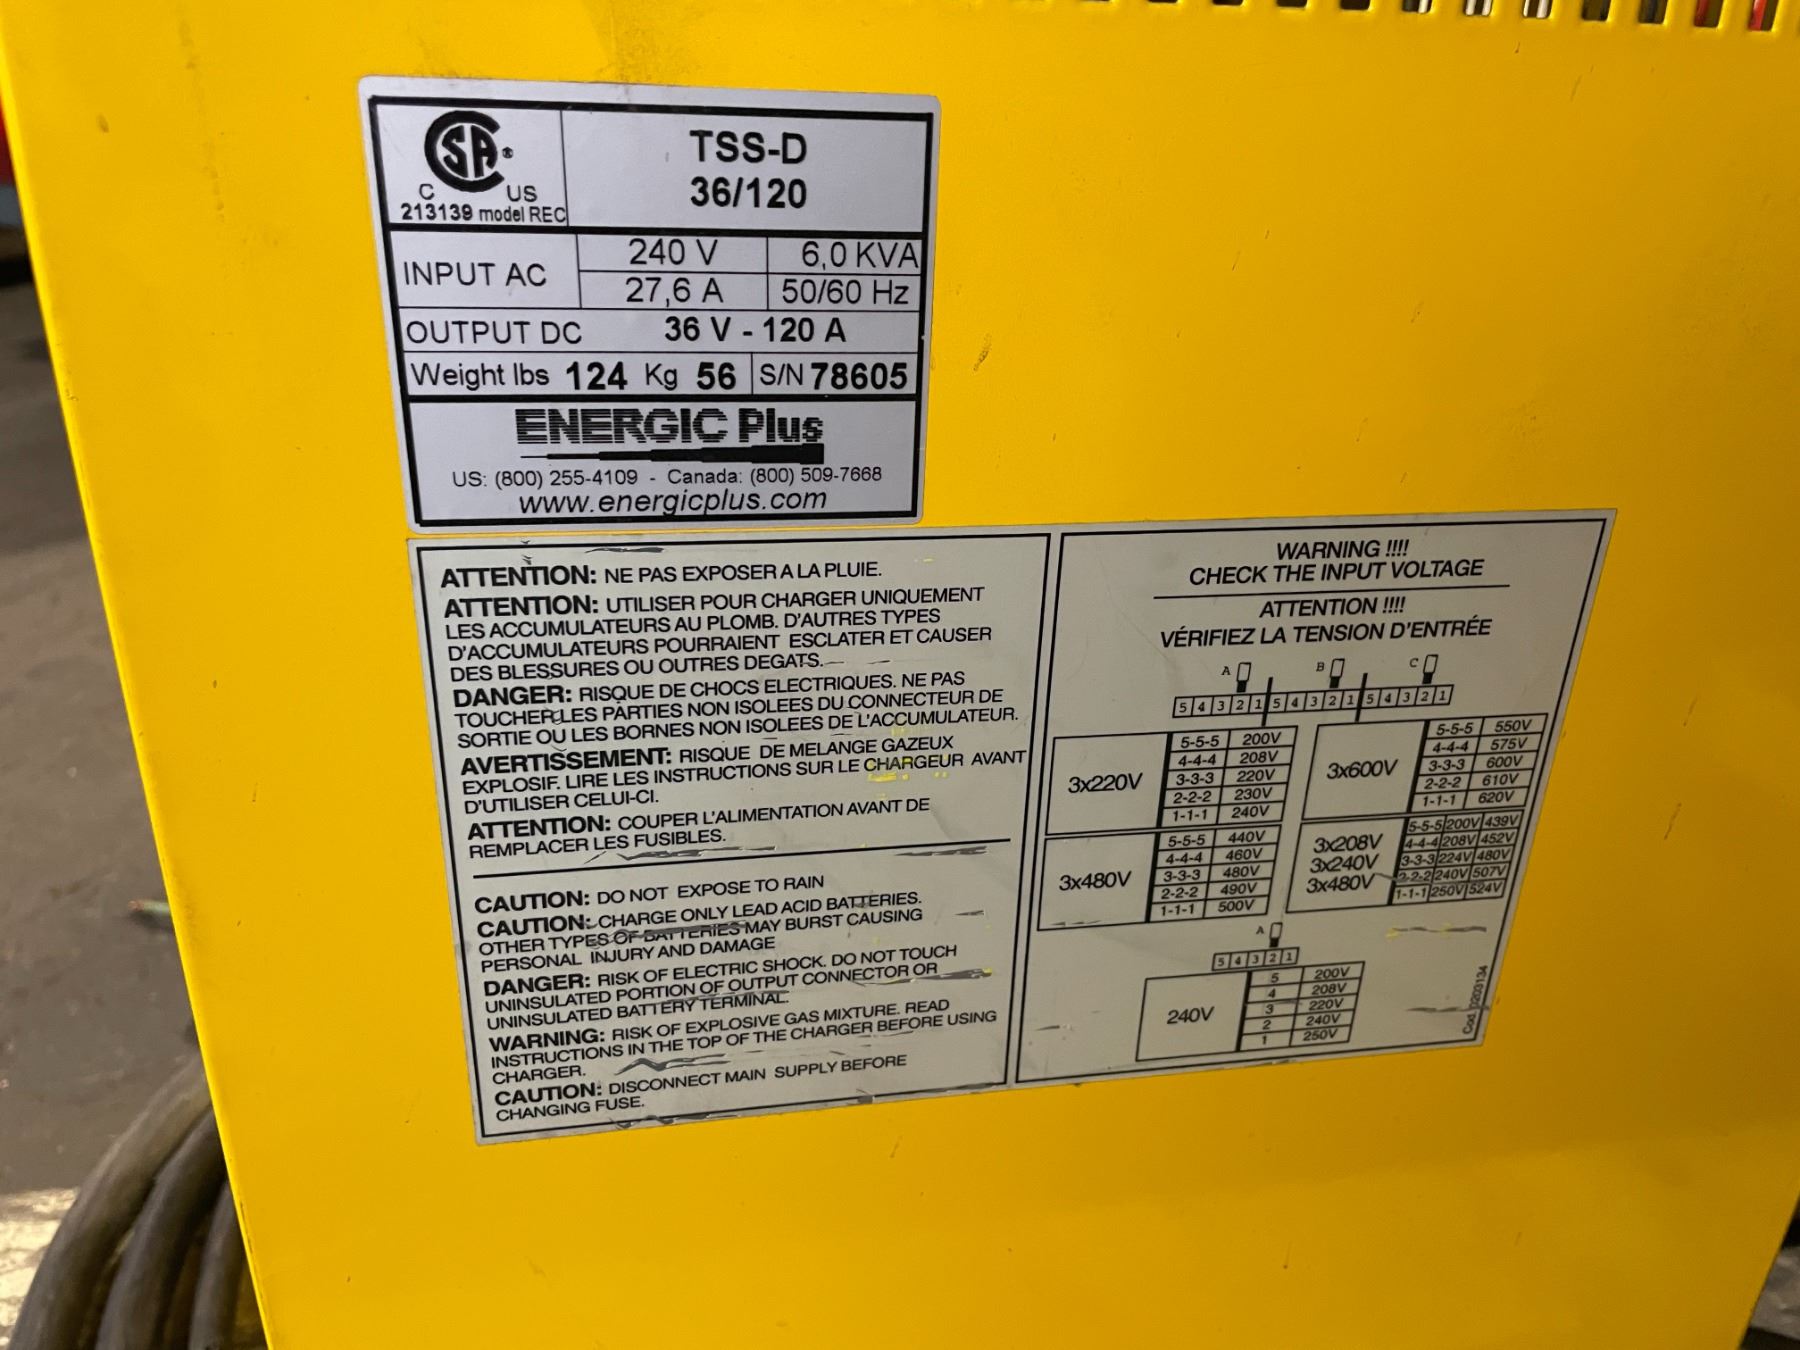 CSA®
C US
213139 model REC
TSS-D
36/120
INPUT AC
240 V
6,0 KVA
27,6 A
50/60 Hz
OUTPUT DC 36 V - 120 A
Weight lbs 124 Kg 56 S/N 78605
ENERGIC Plus
US: (800) 255-4109 - Canada: (800) 509-7668
www.energicplus.com
ATTENTION: NE PAS EXPOSER A LA PLUIE.
ATTENTION: UTILISER POUR CHARGER UNIQUEMENT
LES ACCUMULATEURS AU PLOMB. D'AUTRES TYPES
D'ACCUMULATEURS POURRAIENT ESCLATER ET CAUSER
DES BLESSURES OU OUTRES DEGATS.
DANGER: RISQUE DE CHOCS ELECTRIQUES. NE PAS
TOUCHER LES PARTIES NON ISOLEES DU CONNECTEUR DE
SORTIE OU LES BORNES NON ISOLEES DE L'ACCUMULATEUR.
AVERTISSEMENT: RISQUE DE MELANGE GAZEUX
EXPLOSIF. LIRE LES INSTRUCTIONS SUR LE CHARGEUR AVANT
D'UTILISER CELUI-CI.
ATTENTION: COUPER L'ALIMENTATION AVANT DE
REMPLACER LES FUSIBLES.
CAUTION: DO NOT EXPOSE TO RAIN
CAUTION: CHARGE ONLY LEAD ACID BATTERIES.
OTHER TYPES OF BATTERIES MAY BURST CAUSING
PERSONAL INJURY AND DAMAGE
DANGER: RISK OF ELECTRIC SHOCK. DO NOT TOUCH
UNINSULATED PORTION OF OUTPUT CONNECTOR OR
UNINSULATED BATTERY TERMINAL.
WARNING: RISK OF EXPLOSIVE GAS MIXTURE. READ
INSTRUCTIONS IN THE TOP OF THE CHARGER BEFORE USING
CHARGER.
CAUTION: DISCONNECT MAIN SUPPLY BEFORE
CHANGING FUSE.
WARNING !!!!
CHECK THE INPUT VOLTAGE
ATTENTION !!!!
VÉRIFIEZ LA TENSION D'ENTRÉE
A B C
5 4 3 2 1 5 4 3 2 1 5 4 3 2 1
3x220V
5-5-5 200V
4-4-4 208V
3-3-3 220V
2-2-2 230V
1-1-1 240V
3x600V
5-5-5 550V
4-4-4 575V
3-3-3 600V
2-2-2 610V
1-1-1 620V
3x480V
5-5-5 440V
4-4-4 460V
3-3-3 480V
2-2-2 490V
1-1-1 500V
3x208V
3x240V
3x480V
5-5-5 200V 439V
4-4-4 208V 452V
3-3-3 224V 480V
2-2-2 240V 507V
1-1-1 250V 524V
A
5 4 3 2 1
240V
5 200V
4 208V
3 220V
2 240V
1 250V
Cod. 0203134